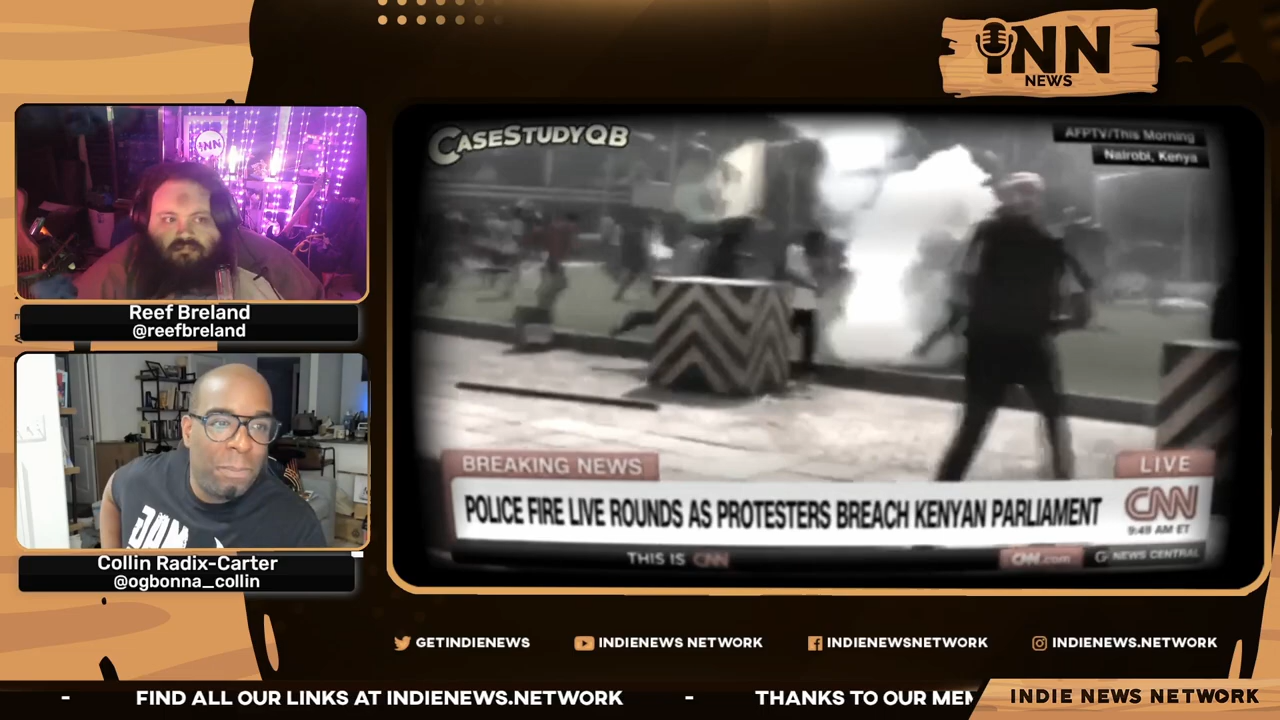 iNN
NEWS
iNN
Reef Breland
@reefbreland
Collin Radix-Carter
@ogbonna_collin
CASESTUDYQB
AFPTV/This Morning
Nairobi, Kenya
BREAKING NEWS
LIVE
POLICE FIRE LIVE ROUNDS AS PROTESTERS BREACH KENYAN PARLIAMENT
CNN
9:49 AM ET
THIS IS CNN
CNN.com
NEWS CENTRAL
GETINDIENEWS
INDIENEWS NETWORK
INDIENEWSNETWORK
INDIENEWS.NETWORK
- FIND ALL OUR LINKS AT INDIENEWS.NETWORK - THANKS TO OUR
INDIE NEWS NETWORK